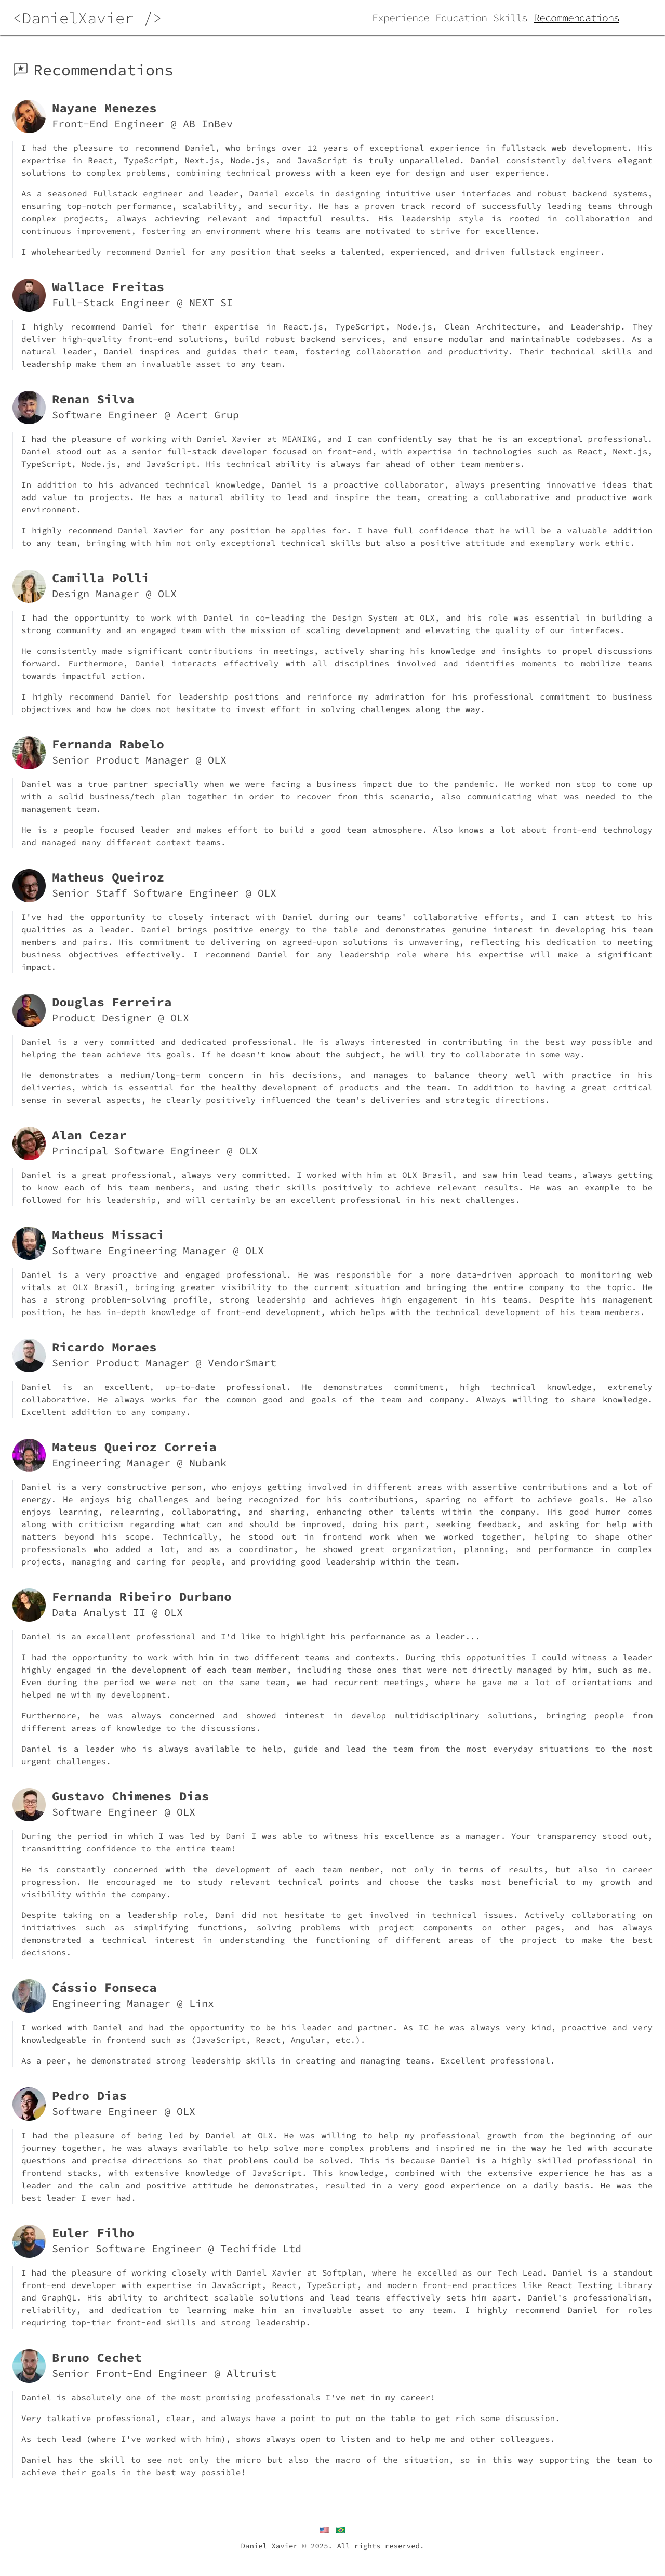 <DanielXavier />
Experience Education Skills Recommendations
Recommendations
Nayane Menezes
Front-End Engineer @ AB InBev
I had the pleasure to recommend Daniel, who brings over 12 years of exceptional experience in fullstack web development. His
expertise in React, TypeScript, Next.js, Node.js, and JavaScript is truly unparalleled. Daniel consistently delivers elegant
solutions to complex problems, combining technical prowess with a keen eye for design and user experience.
As a seasoned Fullstack engineer and leader, Daniel excels in designing intuitive user interfaces and robust backend systems,
ensuring top-notch performance, scalability, and security. He has a proven track record of successfully leading teams through
complex projects, always achieving relevant and impactful results. His leadership style is rooted in collaboration and
continuous improvement, fostering an environment where his teams are motivated to strive for excellence.
I wholeheartedly recommend Daniel for any position that seeks a talented, experienced, and driven fullstack engineer.
Wallace Freitas
Full-Stack Engineer @ NEXT SI
I highly recommend Daniel for their expertise in React.js, TypeScript, Node.js, Clean Architecture, and Leadership. They
deliver high-quality front-end solutions, build robust backend services, and ensure modular and maintainable codebases. As a
natural leader, Daniel inspires and guides their team, fostering collaboration and productivity. Their technical skills and
leadership make them an invaluable asset to any team.
Renan Silva
Software Engineer @ Acert Grup
I had the pleasure of working with Daniel Xavier at MEANING, and I can confidently say that he is an exceptional professional.
Daniel stood out as a senior full-stack developer focused on front-end, with expertise in technologies such as React, Next.js,
TypeScript, Node.js, and JavaScript. His technical ability is always far ahead of other team members.
In addition to his advanced technical knowledge, Daniel is a proactive collaborator, always presenting innovative ideas that
add value to projects. He has a natural ability to lead and inspire the team, creating a collaborative and productive work
environment.
I highly recommend Daniel Xavier for any position he applies for. I have full confidence that he will be a valuable addition
to any team, bringing with him not only exceptional technical skills but also a positive attitude and exemplary work ethic.
Camilla Polli
Design Manager @ OLX
I had the opportunity to work with Daniel in co-leading the Design System at OLX, and his role was essential in building a
strong community and an engaged team with the mission of scaling development and elevating the quality of our interfaces.
He consistently made significant contributions in meetings, actively sharing his knowledge and insights to propel discussions
forward. Furthermore, Daniel interacts effectively with all disciplines involved and identifies moments to mobilize teams
towards impactful action.
I highly recommend Daniel for leadership positions and reinforce my admiration for his professional commitment to business
objectives and how he does not hesitate to invest effort in solving challenges along the way.
Fernanda Rabelo
Senior Product Manager @ OLX
Daniel was a true partner specially when we were facing a business impact due to the pandemic. He worked non stop to come up
with a solid business/tech plan together in order to recover from this scenario, also communicating what was needed to the
management team.
He is a people focused leader and makes effort to build a good team atmosphere. Also knows a lot about front-end technology
and managed many different context teams.
Matheus Queiroz
Senior Staff Software Engineer @ OLX
I've had the opportunity to closely interact with Daniel during our teams' collaborative efforts, and I can attest to his
qualities as a leader. Daniel brings positive energy to the table and demonstrates genuine interest in developing his team
members and pairs. His commitment to delivering on agreed-upon solutions is unwavering, reflecting his dedication to meeting
business objectives effectively. I recommend Daniel for any leadership role where his expertise will make a significant
impact.
Douglas Ferreira
Product Designer @ OLX
Daniel is a very committed and dedicated professional. He is always interested in contributing in the best way possible and
helping the team achieve its goals. If he doesn't know about the subject, he will try to collaborate in some way.
He demonstrates a medium/long-term concern in his decisions, and manages to balance theory well with practice in his
deliveries, which is essential for the healthy development of products and the team. In addition to having a great critical
sense in several aspects, he clearly positively influenced the team's deliveries and strategic directions.
Alan Cezar
Principal Software Engineer @ OLX
Daniel is a great professional, always very committed. I worked with him at OLX Brasil, and saw him lead teams, always getting
to know each of his team members, and using their skills positively to achieve relevant results. He was an example to be
followed for his leadership, and will certainly be an excellent professional in his next challenges.
Matheus Missaci
Software Engineering Manager @ OLX
Daniel is a very proactive and engaged professional. He was responsible for a more data-driven approach to monitoring web
vitals at OLX Brasil, bringing greater visibility to the current situation and bringing the entire company to the topic. He
has a strong problem-solving profile, strong leadership and achieves high engagement in his teams. Despite his management
position, he has in-depth knowledge of front-end development, which helps with the technical development of his team members.
Ricardo Moraes
Senior Product Manager @ VendorSmart
Daniel is an excellent, up-to-date professional. He demonstrates commitment, high technical knowledge, extremely
collaborative. He always works for the common good and goals of the team and company. Always willing to share knowledge.
Excellent addition to any company.
Mateus Queiroz Correia
Engineering Manager @ Nubank
Daniel is a very constructive person, who enjoys getting involved in different areas with assertive contributions and a lot of
energy. He enjoys big challenges and being recognized for his contributions, sparing no effort to achieve goals. He also
enjoys learning, relearning, collaborating, and sharing, enhancing other talents within the company. His good humor comes
along with criticism regarding what can and should be improved, doing his part, seeking feedback, and asking for help with
matters beyond his scope. Technically, he stood out in frontend work when we worked together, helping to shape other
professionals who added a lot, and as a coordinator, he showed great organization, planning, and performance in complex
projects, managing and caring for people, and providing good leadership within the team.
Fernanda Ribeiro Durbano
Data Analyst II @ OLX
Daniel is an excellent professional and I'd like to highlight his performance as a leader...
I had the opportunity to work with him in two different teams and contexts. During this oppotunities I could witness a leader
highly engaged in the development of each team member, including those ones that were not directly managed by him, such as me.
Even during the period we were not on the same team, we had recurrent meetings, where he gave me a lot of orientations and
helped me with my development.
Furthermore, he was always concerned and showed interest in develop multidisciplinary solutions, bringing people from
different areas of knowledge to the discussions.
Daniel is a leader who is always available to help, guide and lead the team from the most everyday situations to the most
urgent challenges.
Gustavo Chimenes Dias
Software Engineer @ OLX
During the period in which I was led by Dani I was able to witness his excellence as a manager. Your transparency stood out,
transmitting confidence to the entire team!
He is constantly concerned with the development of each team member, not only in terms of results, but also in career
progression. He encouraged me to study relevant technical points and choose the tasks most beneficial to my growth and
visibility within the company.
Despite taking on a leadership role, Dani did not hesitate to get involved in technical issues. Actively collaborating on
initiatives such as simplifying functions, solving problems with project components on other pages, and has always
demonstrated a technical interest in understanding the functioning of different areas of the project to make the best
decisions.
Cássio Fonseca
Engineering Manager @ Linx
I worked with Daniel and had the opportunity to be his leader and partner. As IC he was always very kind, proactive and very
knowledgeable in frontend such as (JavaScript, React, Angular, etc.).
As a peer, he demonstrated strong leadership skills in creating and managing teams. Excellent professional.
Pedro Dias
Software Engineer @ OLX
I had the pleasure of being led by Daniel at OLX. He was willing to help my professional growth from the beginning of our
journey together, he was always available to help solve more complex problems and inspired me in the way he led with accurate
questions and precise directions so that problems could be solved. This is because Daniel is a highly skilled professional in
frontend stacks, with extensive knowledge of JavaScript. This knowledge, combined with the extensive experience he has as a
leader and the calm and positive attitude he demonstrates, resulted in a very good experience on a daily basis. He was the
best leader I ever had.
Euler Filho
Senior Software Engineer @ Techifide Ltd
I had the pleasure of working closely with Daniel Xavier at Softplan, where he excelled as our Tech Lead. Daniel is a standout
front-end developer with expertise in JavaScript, React, TypeScript, and modern front-end practices like React Testing Library
and GraphQL. His ability to architect scalable solutions and lead teams effectively sets him apart. Daniel's professionalism,
reliability, and dedication to learning make him an invaluable asset to any team. I highly recommend Daniel for roles
requiring top-tier front-end skills and strong leadership.
Bruno Cechet
Senior Front-End Engineer @ Altruist
Daniel is absolutely one of the most promising professionals I've met in my career!
Very talkative professional, clear, and always have a point to put on the table to get rich some discussion.
As tech lead (where I've worked with him), shows always open to listen and to help me and other colleagues.
Daniel has the skill to see not only the micro but also the macro of the situation, so in this way supporting the team to
achieve their goals in the best way possible!
Daniel Xavier © 2025. All rights reserved.